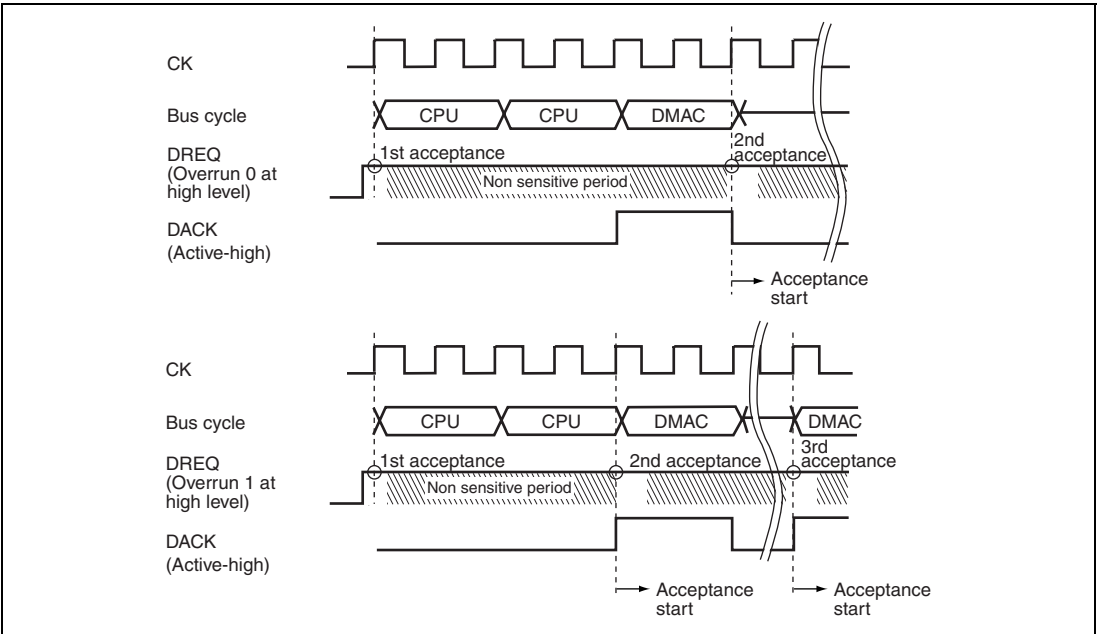 CK
Bus cycle
CPU CPU DMAC
DREQ
(Overrun 0 at
high level)
1st acceptance
Non sensitive period
2nd
acceptance
DACK
(Active-high)
Acceptance
start
CK
Bus cycle
CPU CPU DMAC DMAC
DREQ
(Overrun 1 at
high level)
1st acceptance
Non sensitive period
2nd acceptance
3rd
acceptance
DACK
(Active-high)
Acceptance
start
Acceptance
start